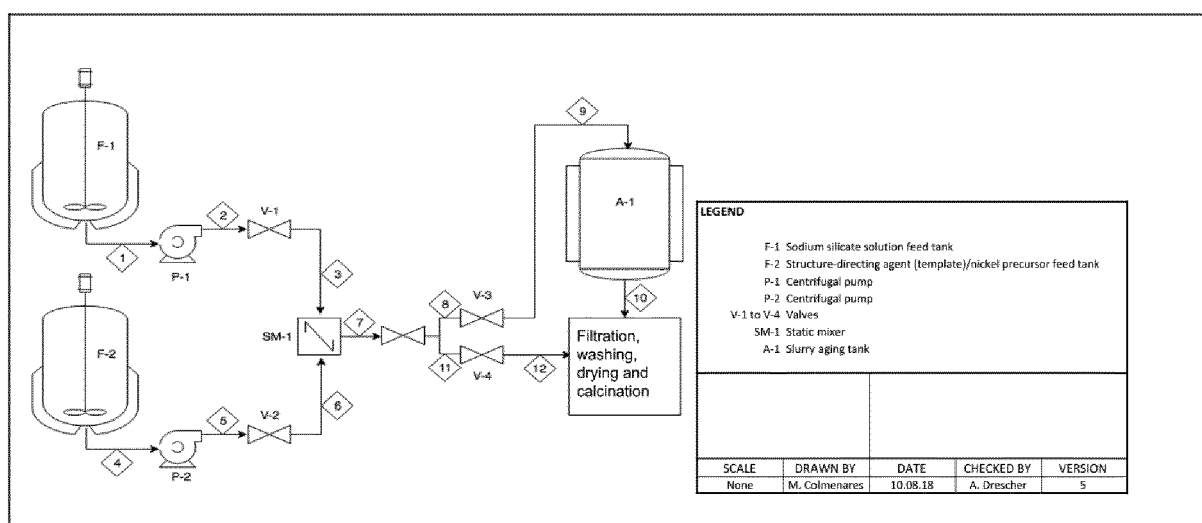 F-1
1
P-1
2
V-1
3
F-2
4
P-2
5
V-2
6
SM-1
7
8
V-3
9
A-1
10
11
V-4
12
Filtration,
washing,
drying and
calcination
LEGEND
F-1 Sodium silicate solution feed tank
F-2 Structure-directing agent (template)/nickel precursor feed tank
P-1 Centrifugal pump
P-2 Centrifugal pump
V-1 to V-4 Valves
SM-1 Static mixer
A-1 Slurry aging tank
SCALE DRAWN BY DATE CHECKED BY VERSION
None M. Colmenares 10.08.18 A. Drescher 5